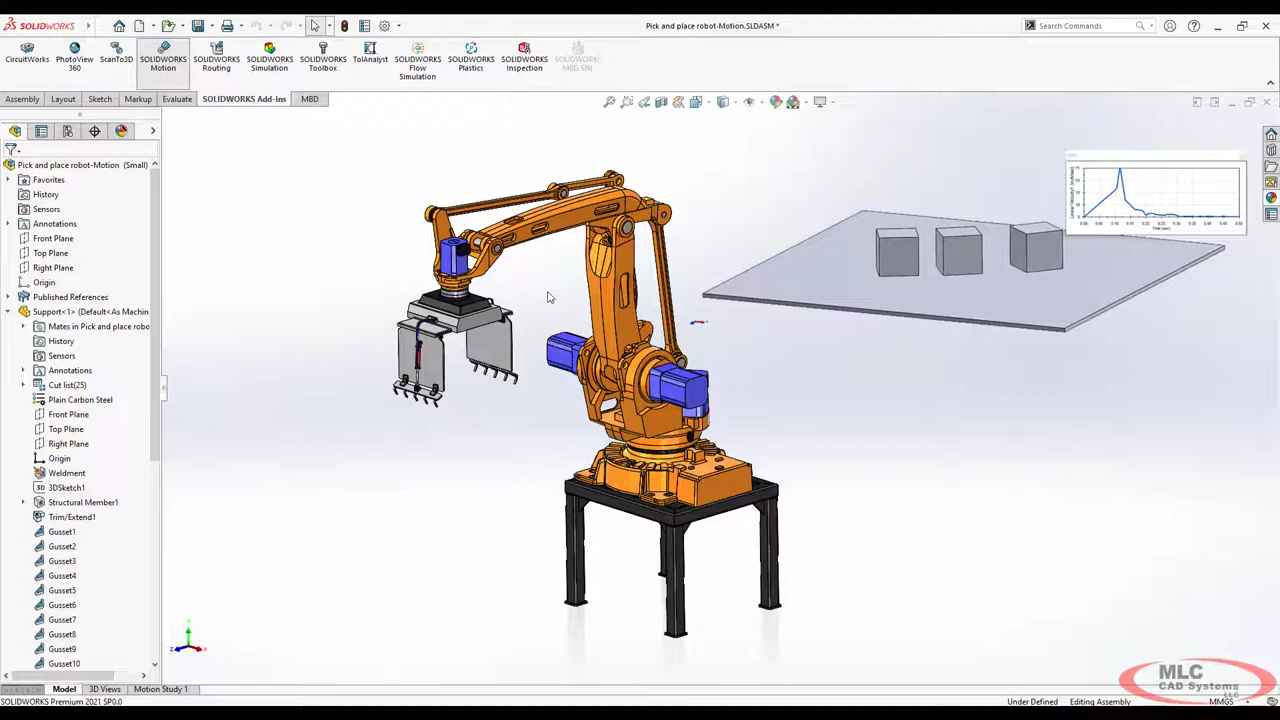 SOLIDWORKS
Pick and place robot-Motion.SLDASM *
Search Commands
CircuitWorks
PhotoView 360
ScanTo3D
SOLIDWORKS Motion
SOLIDWORKS Routing
SOLIDWORKS Simulation
SOLIDWORKS Toolbox
TolAnalyst
SOLIDWORKS Flow Simulation
SOLIDWORKS Plastics
SOLIDWORKS Inspection
SOLIDWORKS MBD SNL
Assembly
Layout
Sketch
Markup
Evaluate
SOLIDWORKS Add-Ins
MBD
Pick and place robot-Motion (Small)
Favorites
History
Sensors
Annotations
Front Plane
Top Plane
Right Plane
Origin
Published References
Support<1> (Default<As Machin
Mates in Pick and place robo
History
Sensors
Annotations
Cut list(25)
Plain Carbon Steel
Front Plane
Top Plane
Right Plane
Origin
Weldment
3DSketch1
Structural Member1
Trim/Extend1
Gusset1
Gusset2
Gusset3
Gusset4
Gusset5
Gusset6
Gusset7
Gusset8
Gusset9
Gusset10
Time (sec)
Model
3D Views
Motion Study 1
SOLIDWORKS Premium 2021 SP0.0
Under Defined
Editing Assembly
MMGS
MLC
CAD Systems
LLC